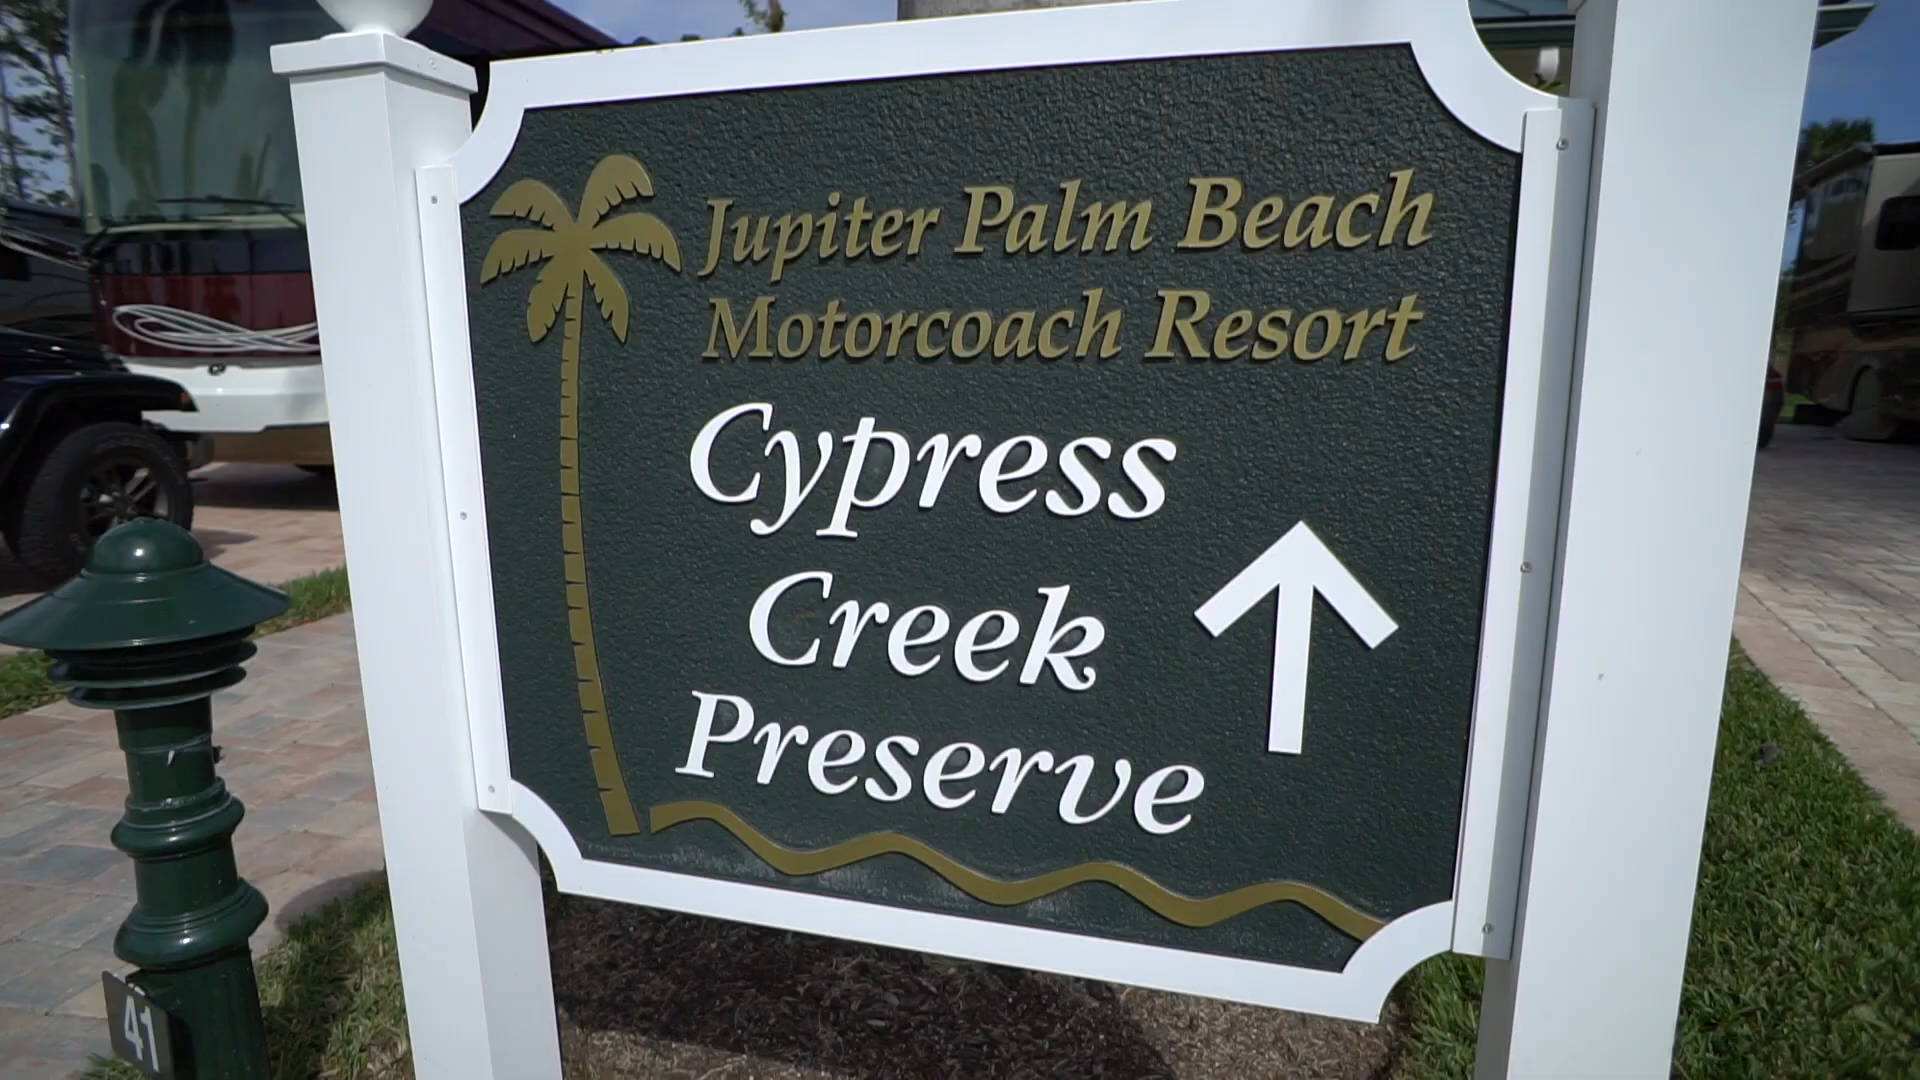 Jupiter Palm Beach
Motorcoach Resort
Cypress
Creek
Preserve
41